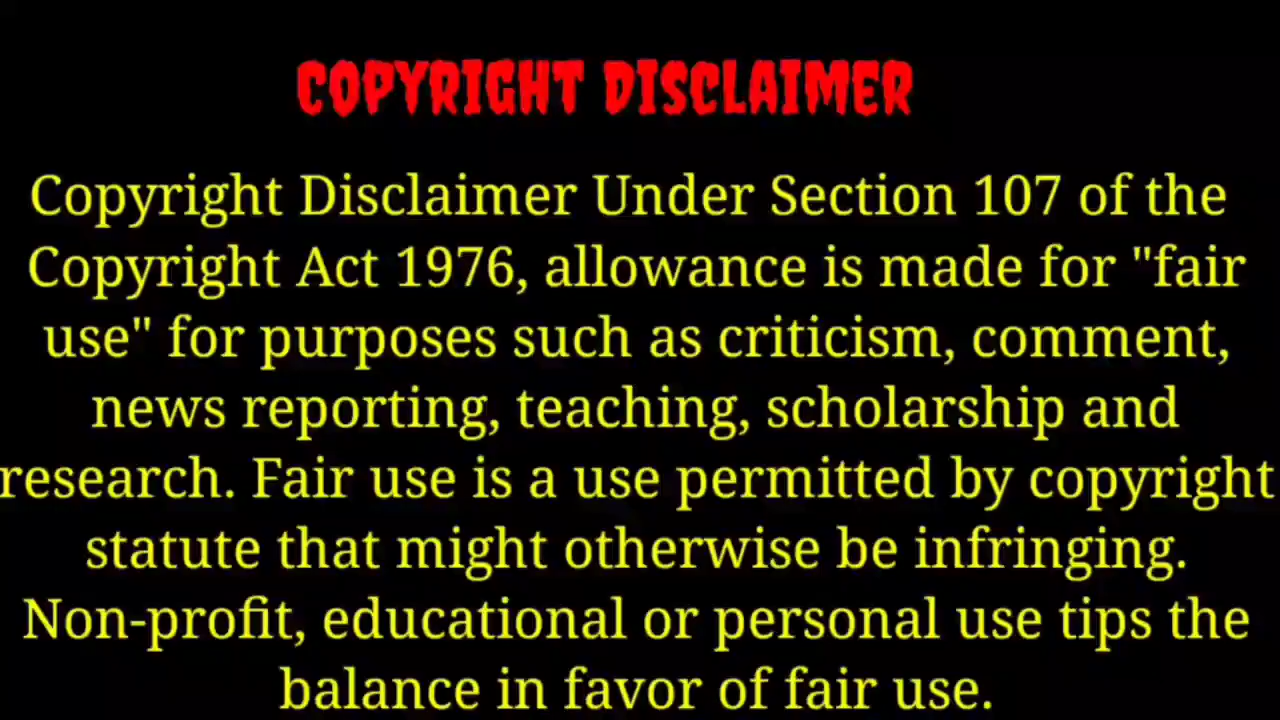 COPYRIGHT DISCLAIMER
Copyright Disclaimer Under Section 107 of the
Copyright Act 1976, allowance is made for "fair
use" for purposes such as criticism, comment,
news reporting, teaching, scholarship and
research. Fair use is a use permitted by copyright
statute that might otherwise be infringing.
Non-profit, educational or personal use tips the
balance in favor of fair use.